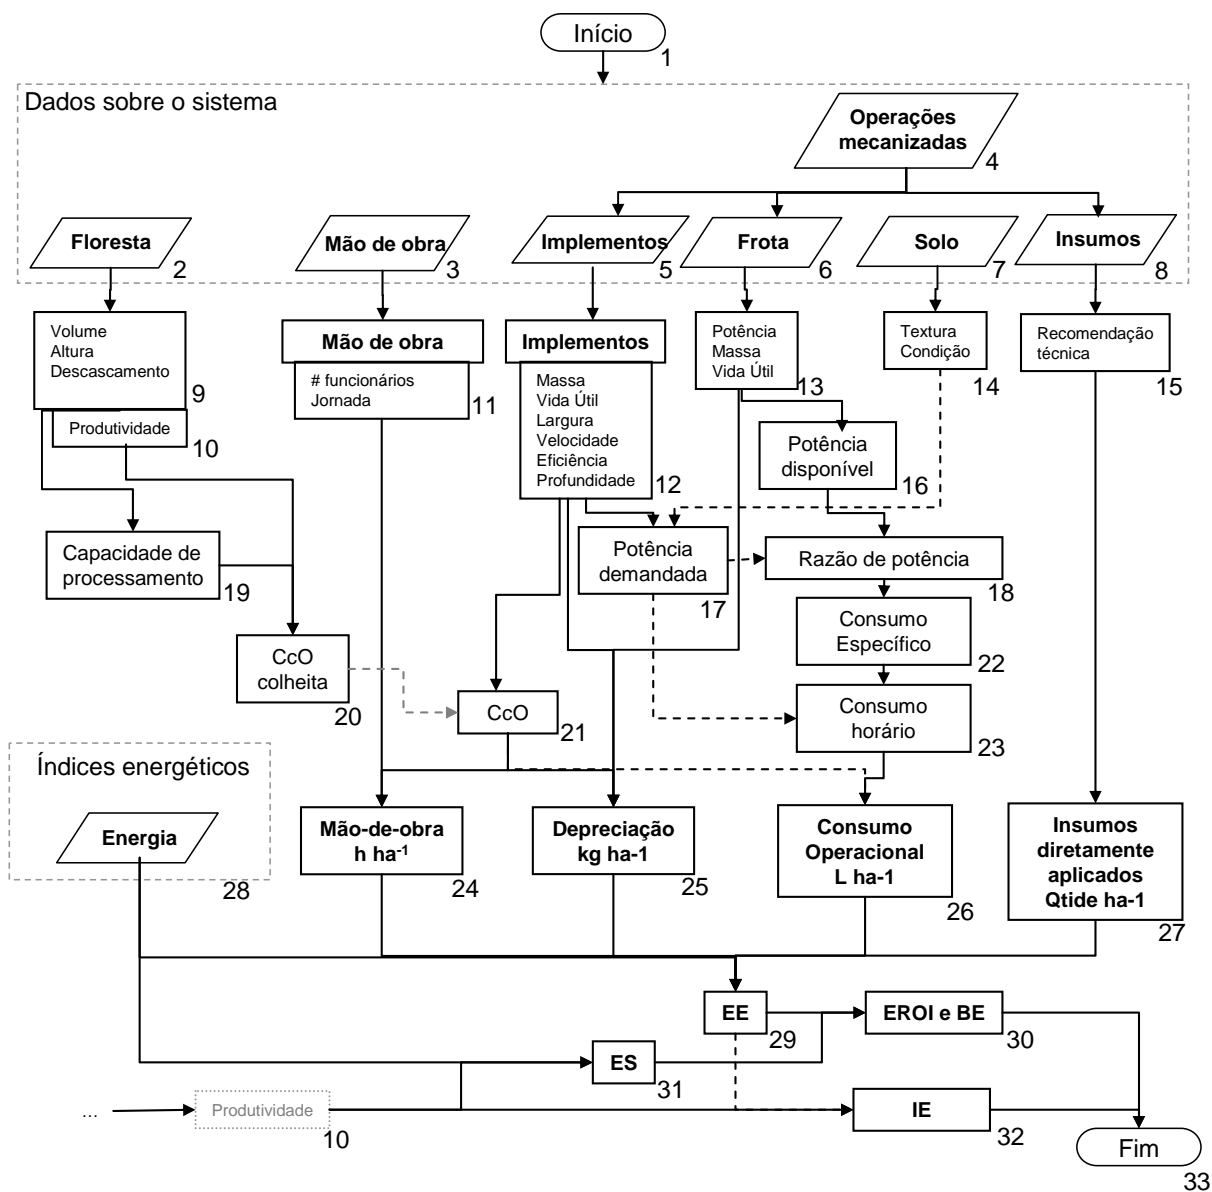 Início
1
Dados sobre o sistema
Operações
mecanizadas
4
Floresta
2
Mão de obra
3
Implementos
5
Frota
6
Solo
7
Insumos
8
Volume
Altura
Descascamento
9
Produtividade
10
Mão de obra
# funcionários
Jornada
11
Implementos
Massa
Vida Útil
Largura
Velocidade
Eficiência
Profundidade
12
Potência
Massa
Vida Útil
13
Textura
Condição
14
Recomendação
técnica
15
Potência
disponível
16
Capacidade de
processamento
19
Potência
demandada
17
Razão de potência
18
Consumo
Específico
22
CcO
colheita
20
CcO
21
Consumo
horário
23
Índices energéticos
Energia
28
Mão-de-obra
h ha-1
24
Depreciação
kg ha-1
25
Consumo
Operacional
L ha-1
26
Insumos
diretamente
aplicados
Qtide ha-1
27
EE
29
EROI e BE
30
ES
31
...
Produtividade
10
IE
32
Fim
33